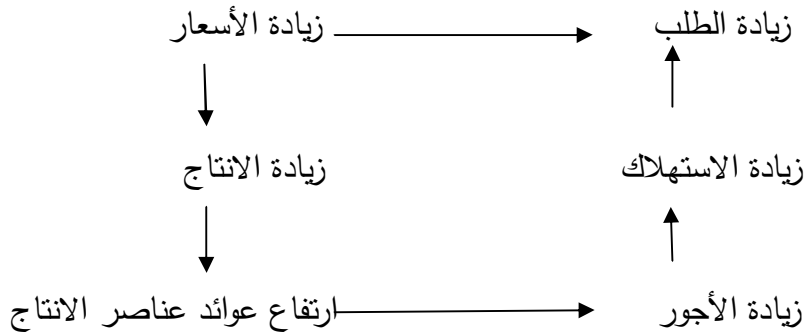 زيادة الطلب
زيادة الأسعار
زيادة الاستهلاك
زيادة الانتاج
زيادة الأجور
ارتفاع عوائد عناصر الانتاج